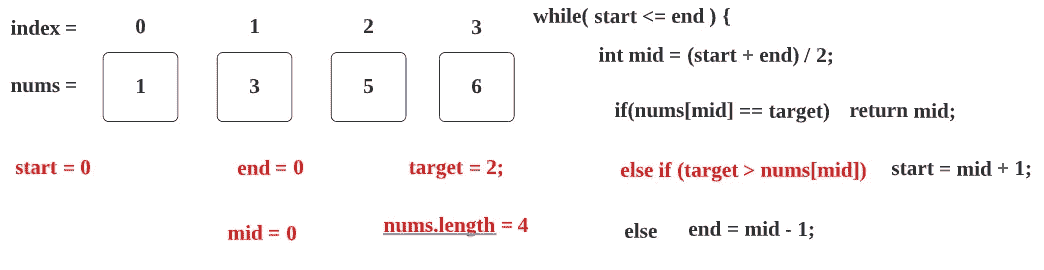 index = 0 1 2 3
nums = 1 3 5 6
start = 0 end = 0 target = 2;
mid = 0 nums.length = 4
while( start <= end ) {
int mid = (start + end) / 2;
if(nums[mid] == target) return mid;
else if (target > nums[mid]) start = mid + 1;
else end = mid - 1;